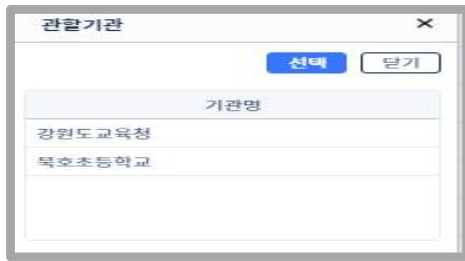 관할기관 ×
선택 닫기
기관명
강원도교육청
묵호초등학교